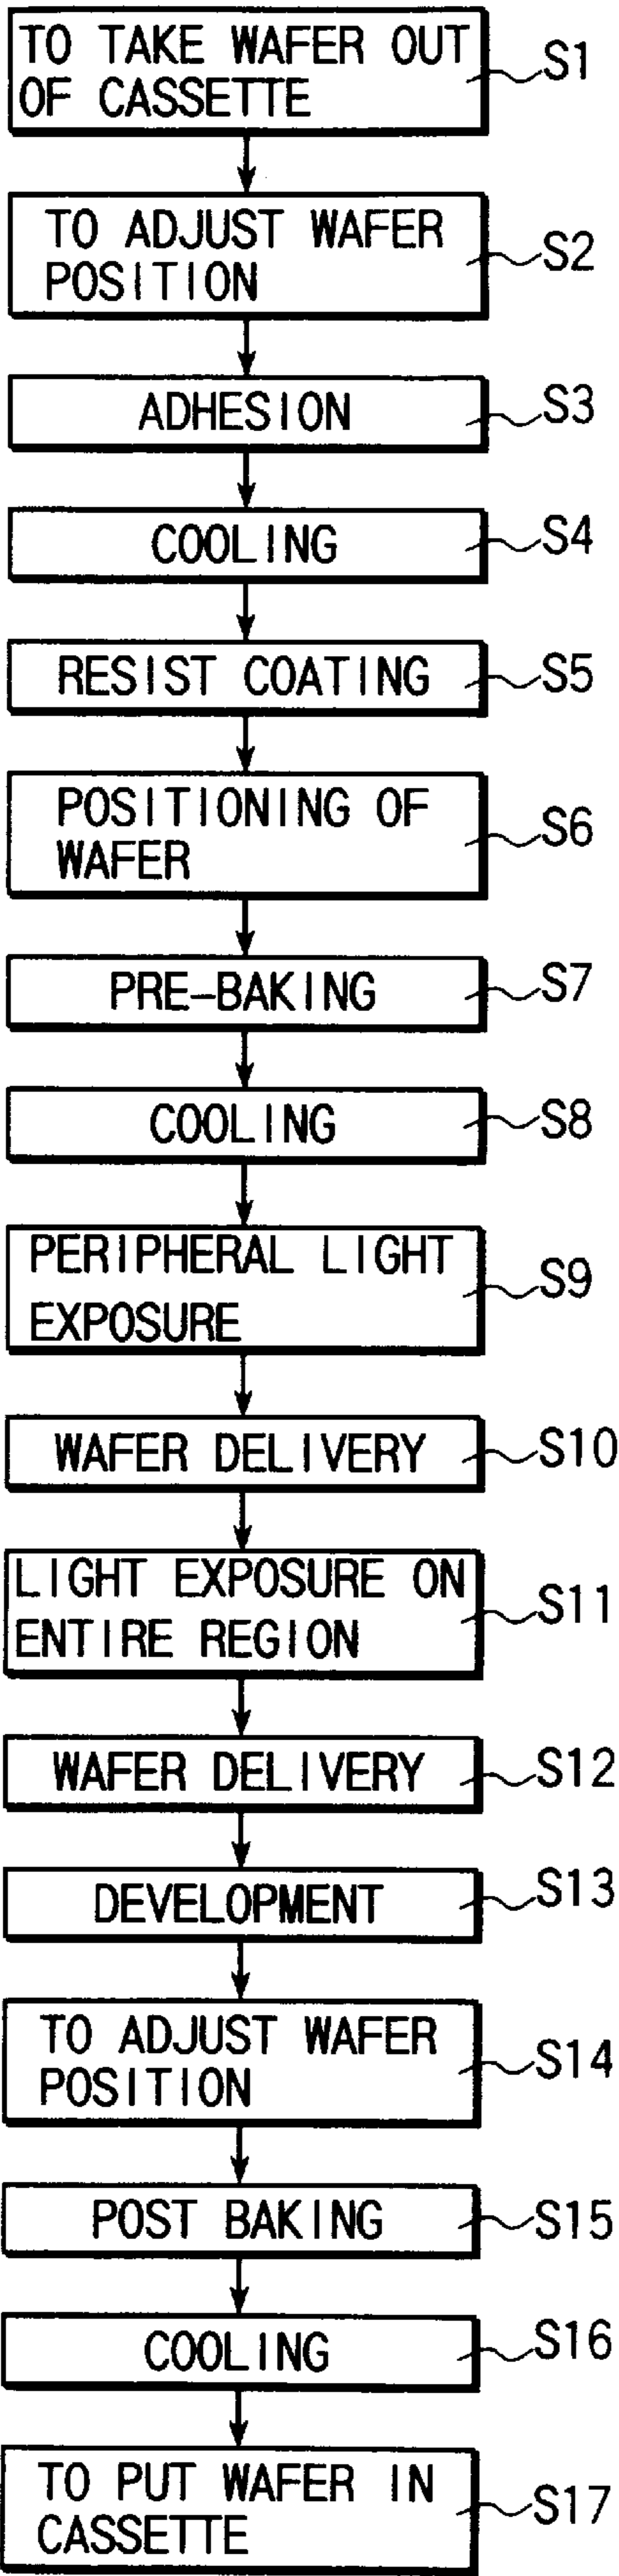 TO TAKE WAFER OUT
OF CASSETTE
S1
TO ADJUST WAFER
POSITION
S2
ADHESION
S3
COOLING
S4
RESIST COATING
S5
POSITIONING OF
WAFER
S6
PRE-BAKING
S7
COOLING
S8
PERIPHERAL LIGHT
EXPOSURE
S9
WAFER DELIVERY
S10
LIGHT EXPOSURE ON
ENTIRE REGION
S11
WAFER DELIVERY
S12
DEVELOPMENT
S13
TO ADJUST WAFER
POSITION
S14
POST BAKING
S15
COOLING
S16
TO PUT WAFER IN
CASSETTE
S17